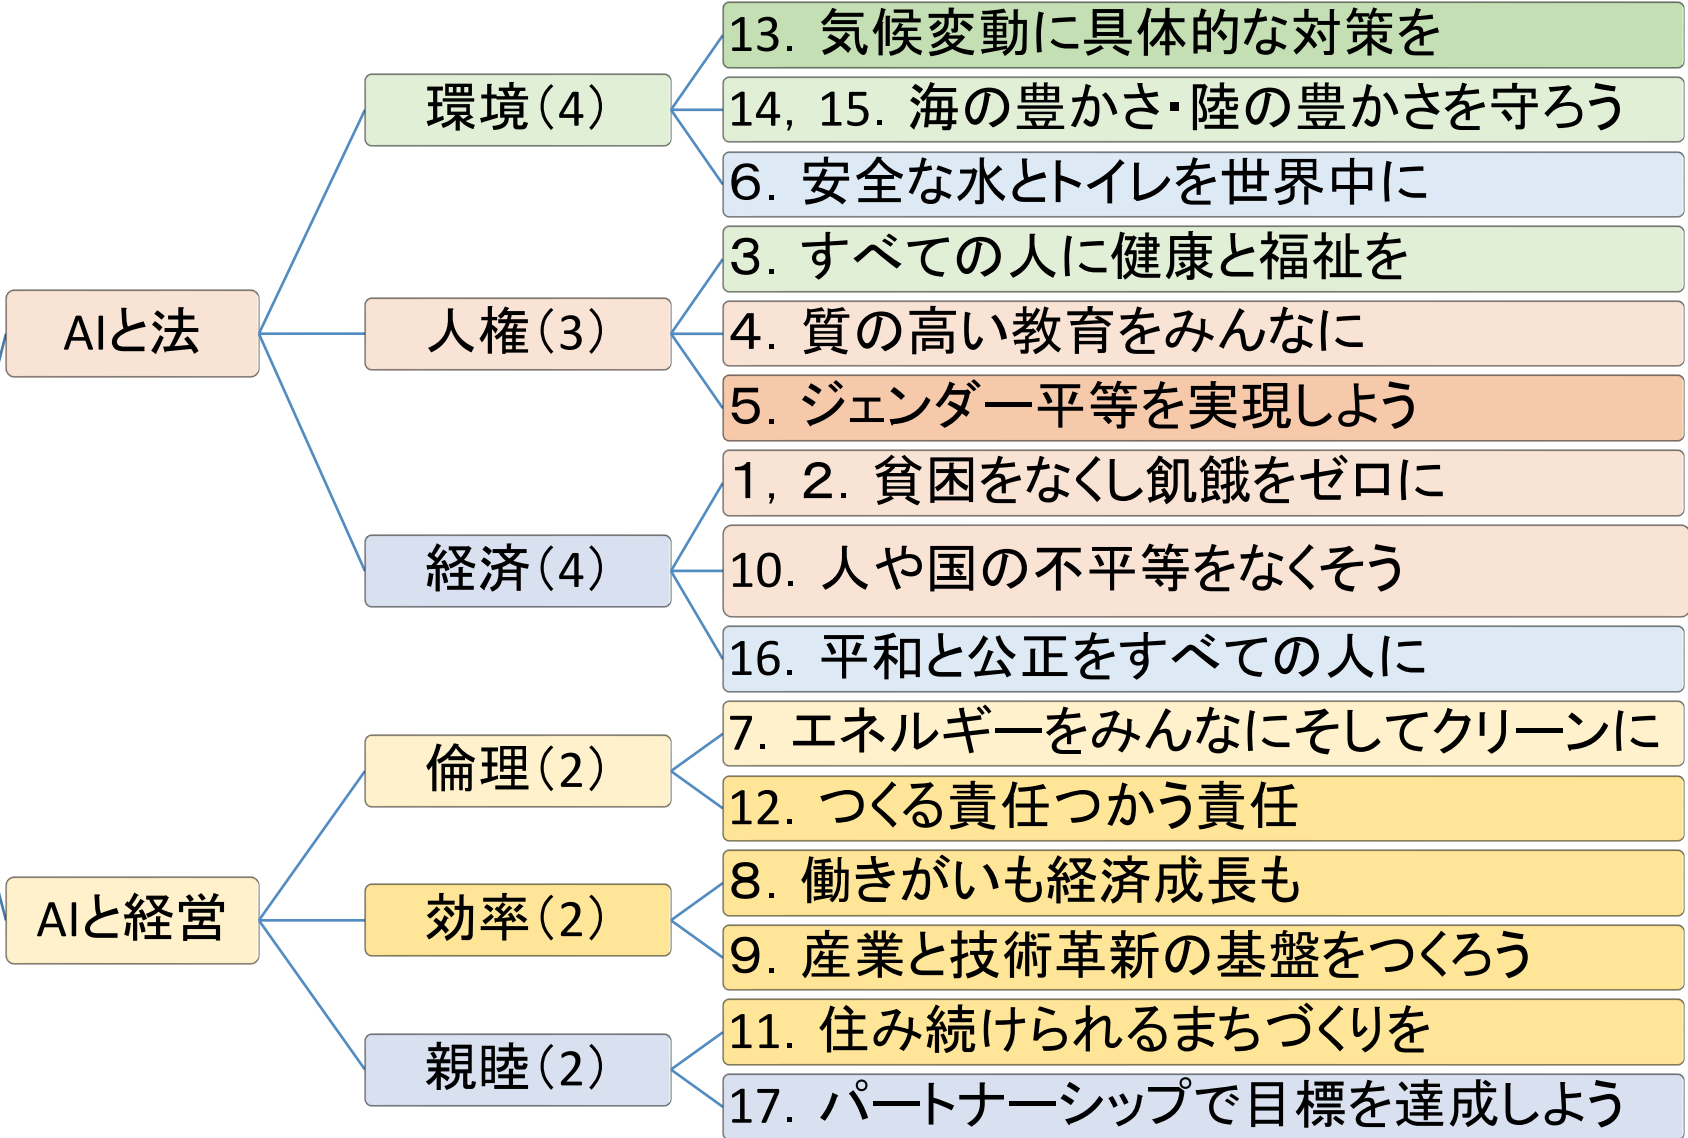 AIと法
環境(4)
13. 気候変動に具体的な対策を
14, 15. 海の豊かさ・陸の豊かさを守ろう
6. 安全な水とトイレを世界中に
人権(3)
3. すべての人に健康と福祉を
4. 質の高い教育をみんなに
5. ジェンダー平等を実現しよう
経済(4)
1, 2. 貧困をなくし飢餓をゼロに
10. 人や国の不平等をなくそう
16. 平和と公正をすべての人に
AIと経営
倫理(2)
7. エネルギーをみんなにそしてクリーンに
12. つくる責任つかう責任
効率(2)
8. 働きがいも経済成長も
9. 産業と技術革新の基盤をつくろう
親睦(2)
11. 住み続けられるまちづくりを
17. パートナーシップで目標を達成しよう